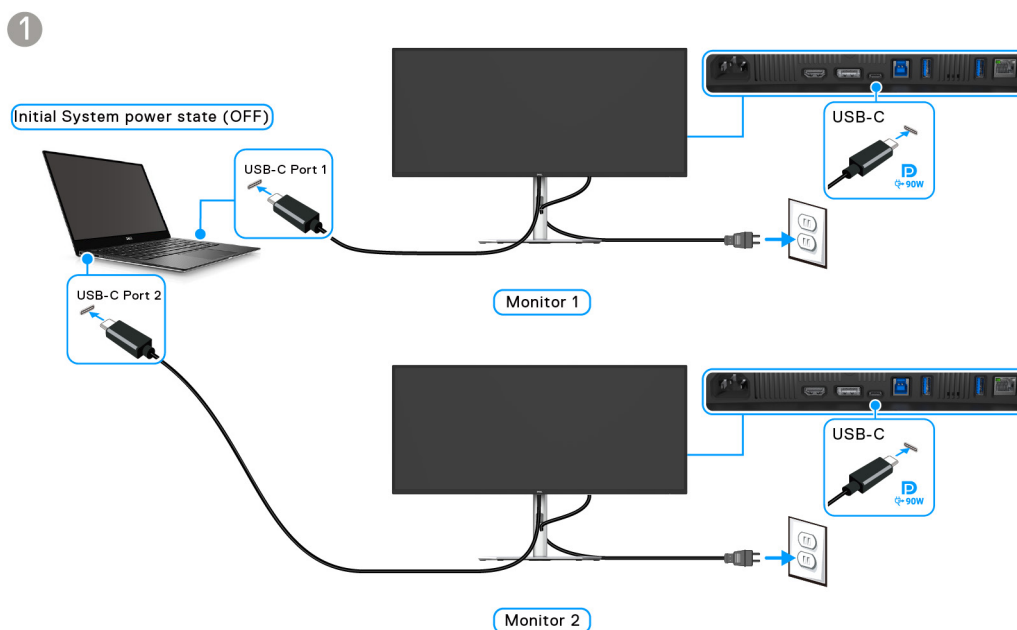 1
Initial System power state (OFF)
USB-C Port 1
USB-C
90W
Monitor 1
USB-C Port 2
USB-C
90W
Monitor 2